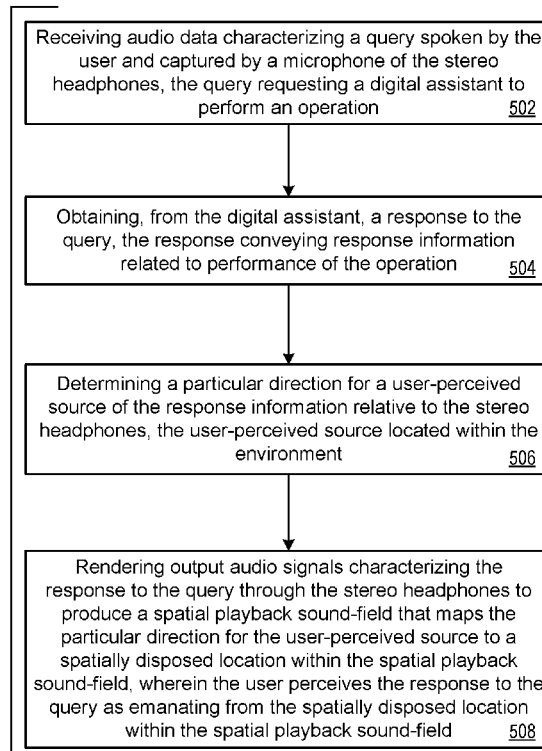 Receiving audio data characterizing a query spoken by the
user and captured by a microphone of the stereo
headphones, the query requesting a digital assistant to
perform an operation
502
Obtaining, from the digital assistant, a response to the
query, the response conveying response information
related to performance of the operation
504
Determining a particular direction for a user-perceived
source of the response information relative to the stereo
headphones, the user-perceived source located within the
environment
506
Rendering output audio signals characterizing the
response to the query through the stereo headphones to
produce a spatial playback sound-field that maps the
particular direction for the user-perceived source to a
spatially disposed location within the spatial playback
sound-field, wherein the user perceives the response to the
query as emanating from the spatially disposed location
within the spatial playback sound-field
508